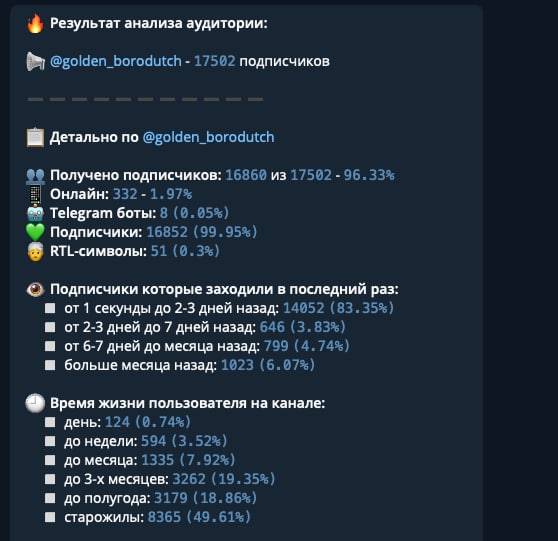 Результат анализа аудитории:
@golden_borodutch - 17502 подписчиков
Детально по @golden_borodutch
Получено подписчиков: 16860 из 17502 - 96.33%
Онлайн: 332 - 1.97%
Telegram боты: 8 (0.05%)
Подписчики: 16852 (99.95%)
RTL-символы: 51 (0.3%)
Подписчики которые заходили в последний раз:
от 1 секунды до 2-3 дней назад: 14052 (83.35%)
от 2-3 дней до 7 дней назад: 646 (3.83%)
от 6-7 дней до месяца назад: 799 (4.74%)
больше месяца назад: 1023 (6.07%)
Время жизни пользователя на канале:
день: 124 (0.74%)
до недели: 594 (3.52%)
до месяца: 1335 (7.92%)
до 3-х месяцев: 3262 (19.35%)
до полугода: 3179 (18.86%)
старожилы: 8365 (49.61%)